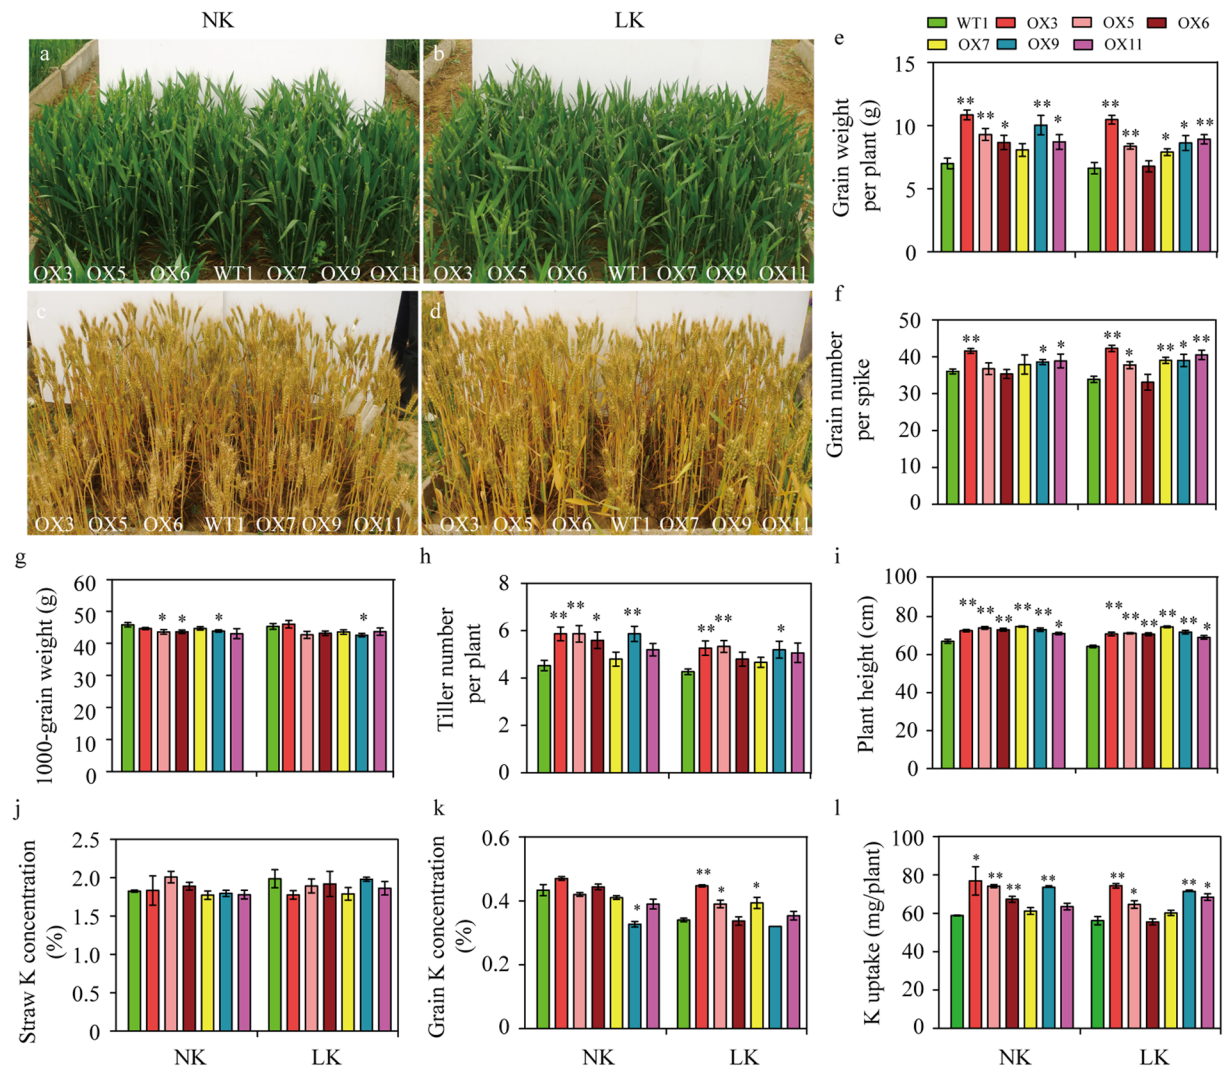 NK
LK
a
OX3 OX5 OX6 WT1 OX7 OX9 OX11
b
OX3 OX5 OX6 WT1 OX7 OX9 OX11
c
OX3 OX5 OX6 WT1 OX7 OX9 OX11
d
OX3 OX5 OX6 WT1 OX7 OX9 OX11
WT1 OX3 OX5 OX6
OX7 OX9 OX11
e
Grain weight
per plant (g)
15
10
5
0
** ** * ** *
** ** * * **
f
Grain number
per spike
50
40
30
20
10
0
** * *
** * ** * **
g
1000-grain weight (g)
60
50
40
30
20
10
0
* * *
*
h
Tiller number
per plant
8
6
4
2
0
** ** * **
** ** *
i
Plant height (cm)
100
80
60
40
20
0
** ** ** ** ** *
** ** ** ** ** *
j
Straw K concentration
(%)
2.5
2.0
1.5
1.0
0.5
0
NK LK
k
Grain K concentration
(%)
0.6
0.4
0.2
0
*
** * *
NK LK
l
K uptake (mg/plant)
100
80
60
40
20
0
* ** ** **
** * ** *
NK LK